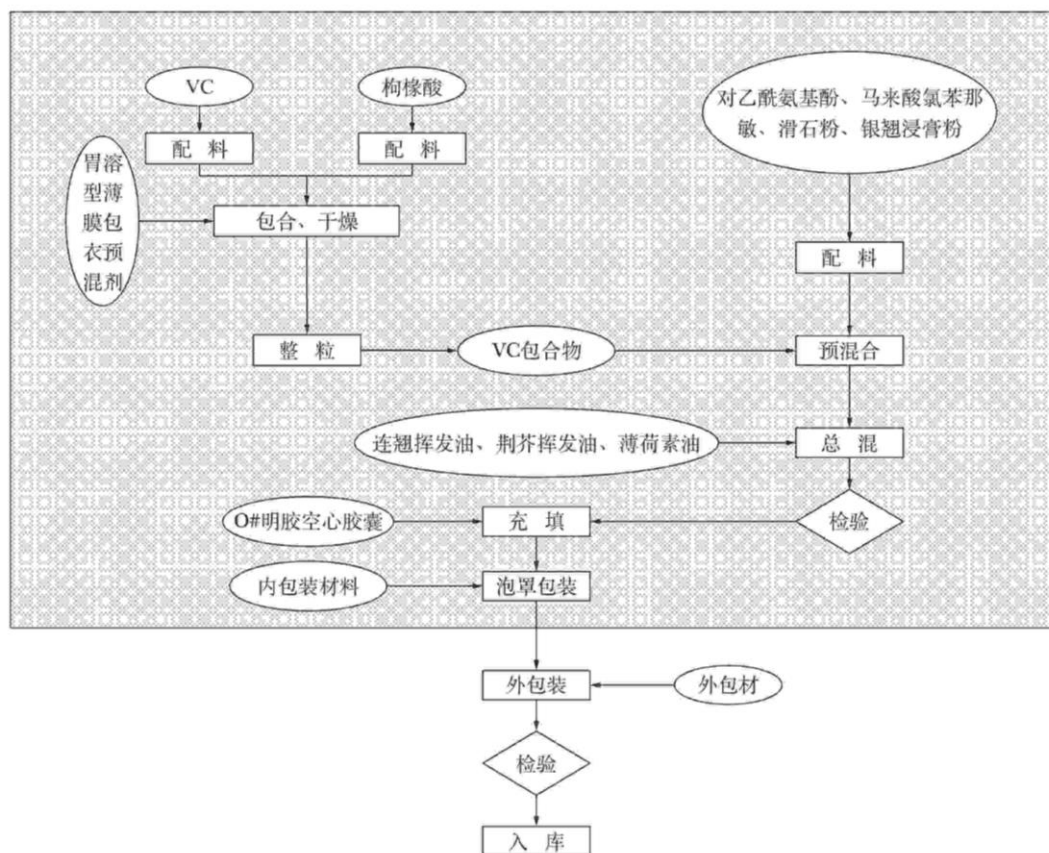 VC
枸橼酸
对乙酰氨基酚、马来酸氯苯那
敏、滑石粉、银翘浸膏粉
配料
配料
胃溶
型薄
膜包
衣预
混剂
包合、干燥
配料
整粒
VC包合物
预混合
连翘挥发油、荆芥挥发油、薄荷素油
总混
O#明胶空心胶囊
充填
检验
内包装材料
泡罩包装
外包装
外包材
检验
入库